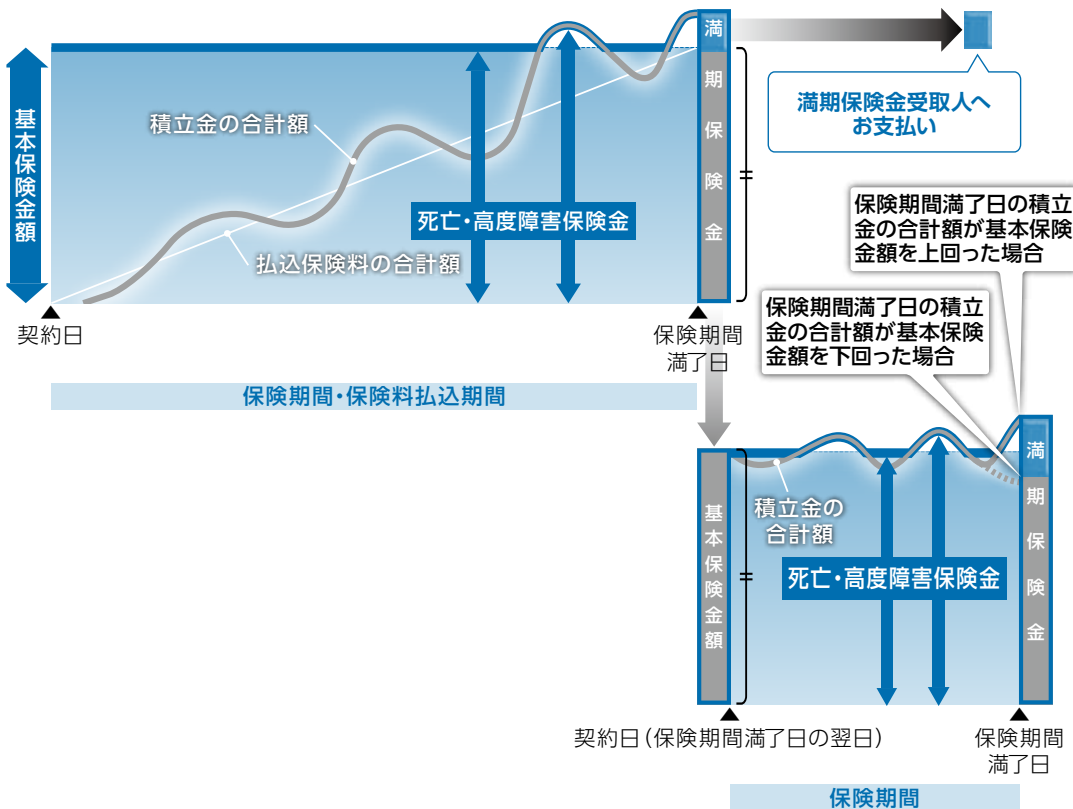 基本保険金額
積立金の合計額
払込保険料の合計額
死亡・高度障害保険金
満期保険金
満期保険金受取人へ
お支払い
契約日
保険期間
満了日
保険期間・保険料払込期間
保険期間満了日の積立
金の合計額が基本保険
金額を上回った場合
保険期間満了日の積立
金の合計額が基本保険
金額を下回った場合
基本保険金額
積立金の
合計額
死亡・高度障害保険金
満期保険金
契約日(保険期間満了日の翌日)
保険期間
満了日
保険期間